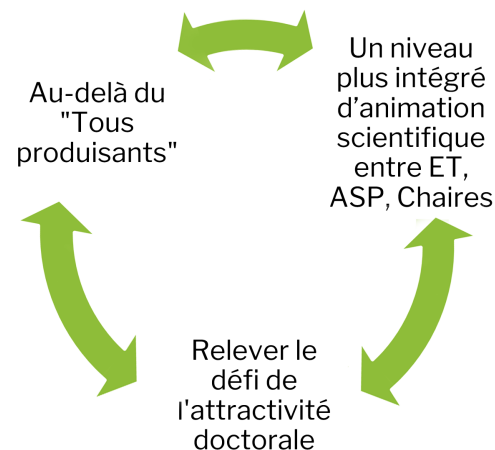 Au-delà du
"Tous
produisants"
Un niveau
plus intégré
d’animation
scientifique
entre ET,
ASP, Chaires
Relever le
défi de
l'attractivité
doctorale